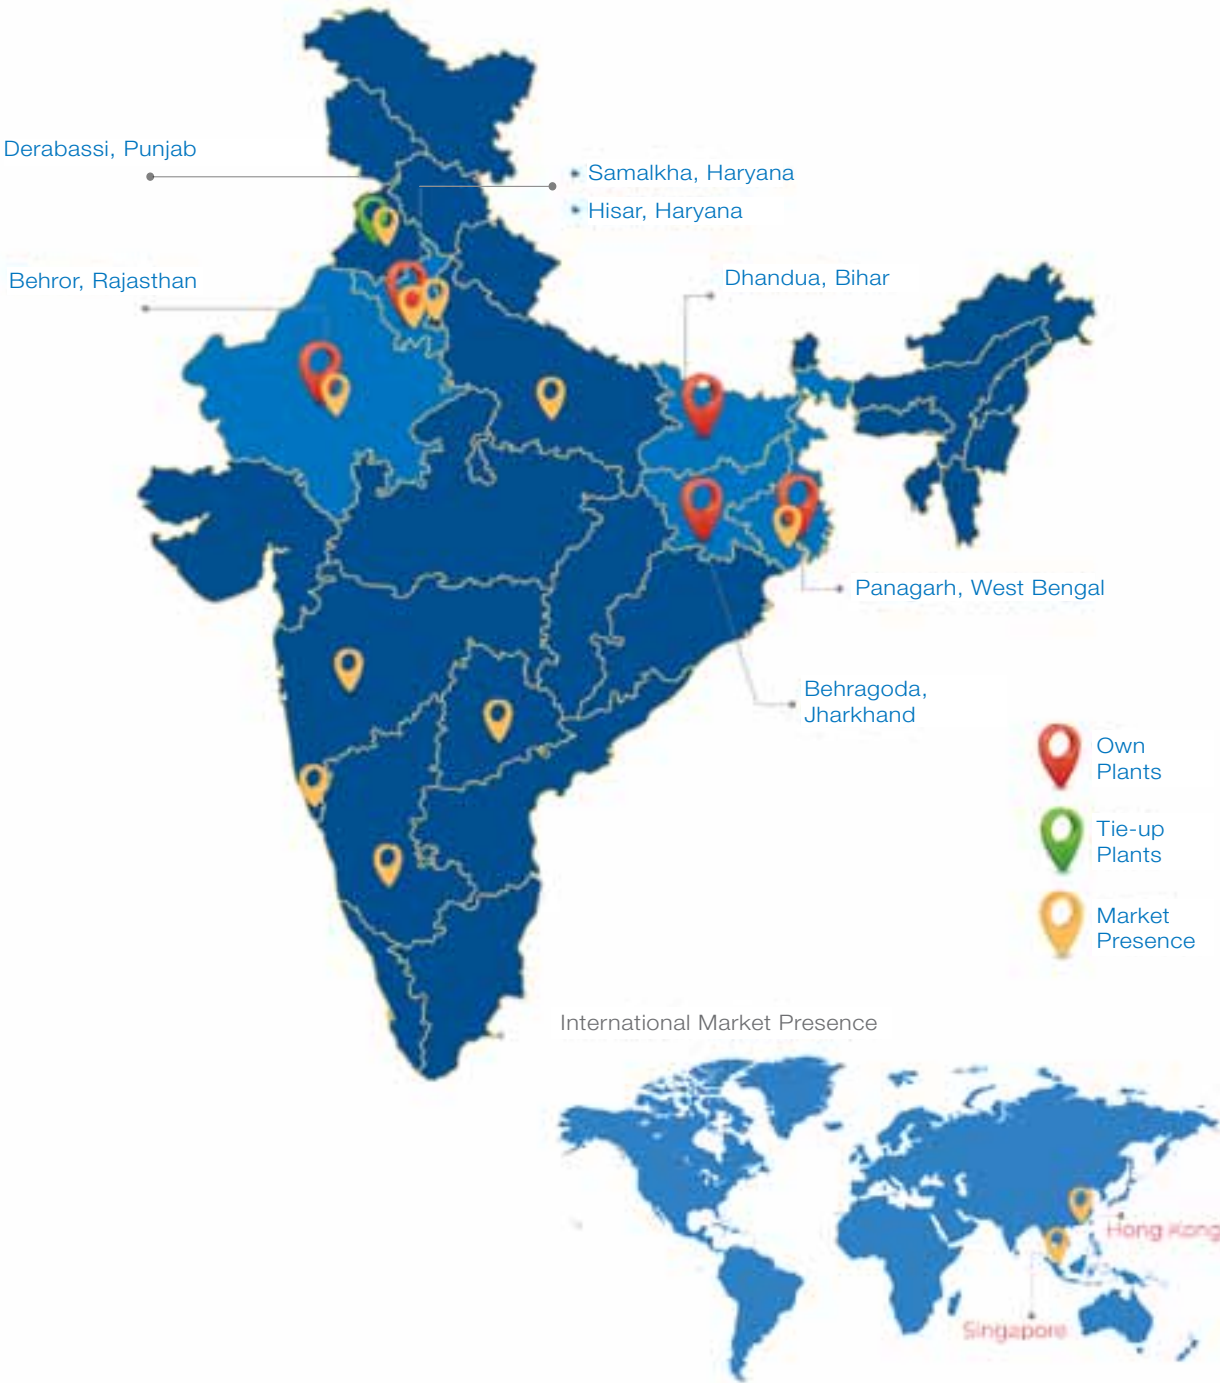 Derabassi, Punjab
Samalkha, Haryana
Hisar, Haryana
Behror, Rajasthan
Dhandua, Bihar
Panagarh, West Bengal
Behragoda,
Jharkhand
Own
Plants
Tie-up
Plants
Market
Presence
International Market Presence
Hong Kong
Singapore